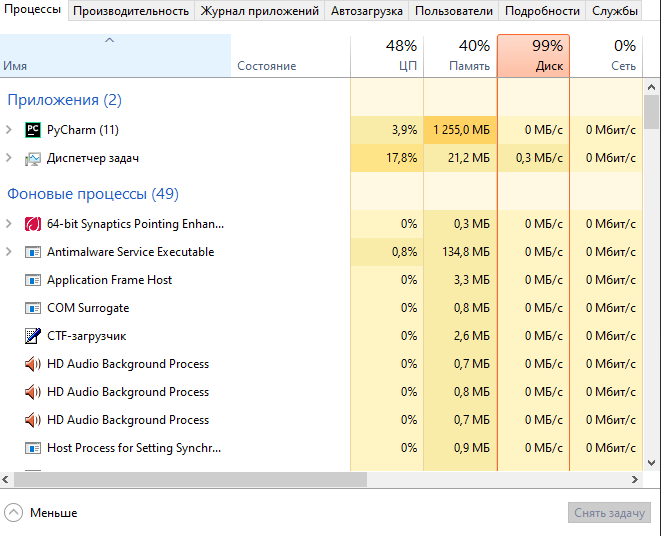 Процессы Производительность Журнал приложений Автозагрузка Пользователи Подробности Службы
48% 40% 99% 0%
Имя Состояние ЦП Память Диск Сеть
Приложения (2)
PyCharm (11) 3,9% 1 255,0 МБ 0 МБ/с 0 Мбит/с
Диспетчер задач 17,8% 21,2 МБ 0,3 МБ/с 0 Мбит/с
Фоновые процессы (49)
64-bit Synaptics Pointing Enhan... 0% 0,3 МБ 0 МБ/с 0 Мбит/с
Antimalware Service Executable 0,8% 134,8 МБ 0 МБ/с 0 Мбит/с
Application Frame Host 0% 3,3 МБ 0 МБ/с 0 Мбит/с
COM Surrogate 0% 0,8 МБ 0 МБ/с 0 Мбит/с
CTF-загрузчик 0% 2,6 МБ 0 МБ/с 0 Мбит/с
HD Audio Background Process 0% 0,7 МБ 0 МБ/с 0 Мбит/с
HD Audio Background Process 0% 0,8 МБ 0 МБ/с 0 Мбит/с
HD Audio Background Process 0% 0,7 МБ 0 МБ/с 0 Мбит/с
Host Process for Setting Synchr... 0% 0,9 МБ 0 МБ/с 0 Мбит/с
Меньше Снять задачу